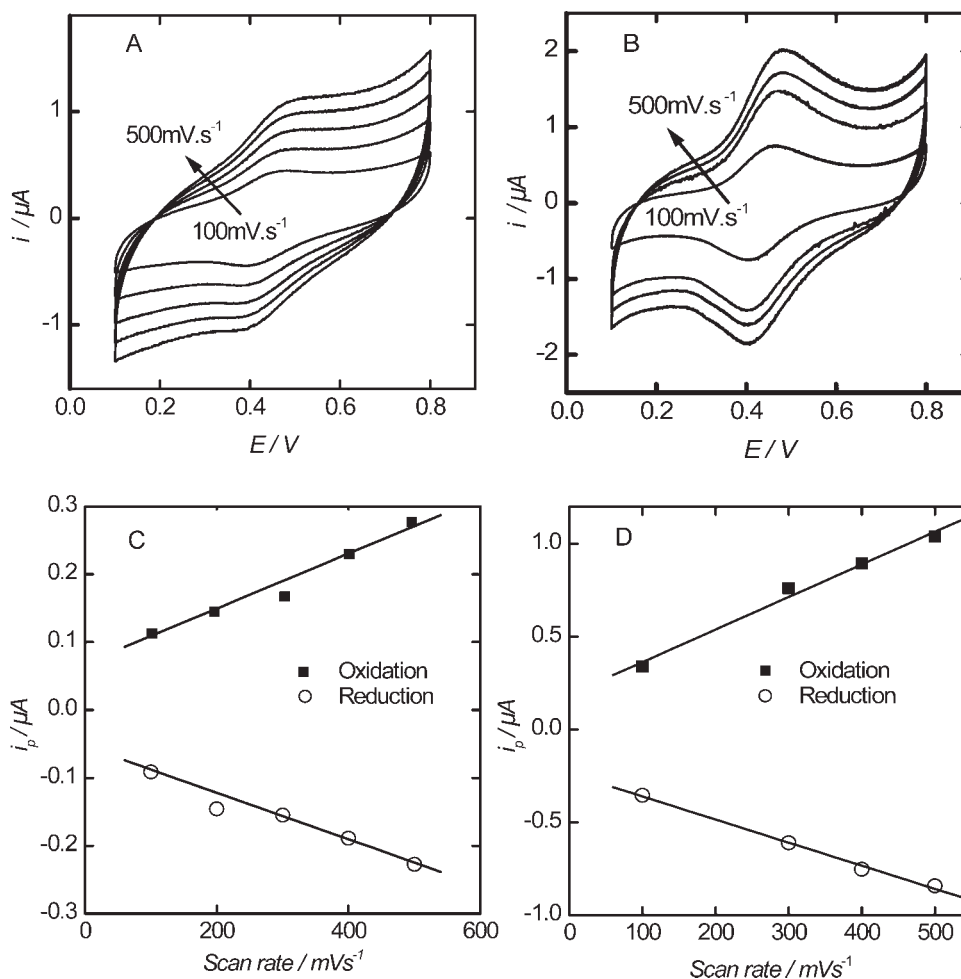 A
500mV.s-1
100mV.s-1
i / µA
1
0
-1
0.0 0.2 0.4 0.6 0.8
E / V
B
500mV.s-1
100mV.s-1
i / µA
2
1
0
-1
-2
0.0 0.2 0.4 0.6 0.8
E / V
C
Oxidation
Reduction
ip / µA
0.3
0.2
0.1
0.0
-0.1
-0.2
-0.3
0 200 400 600
Scan rate / mVs-1
D
Oxidation
Reduction
ip / µA
1.0
0.5
0.0
-0.5
-1.0
0 100 200 300 400 500
Scan rate / mVs-1